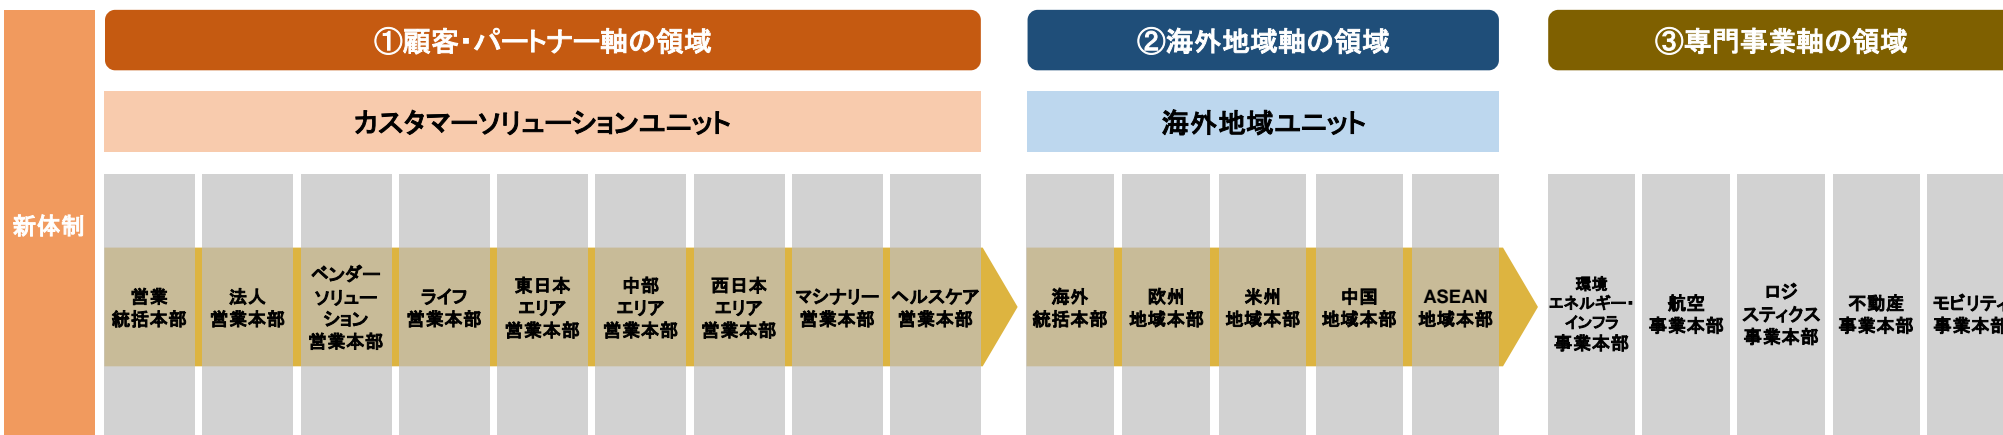 新体制
①顧客・パートナー軸の領域
カスタマーソリューションユニット
営業
統括本部
法人
営業本部
ベンダー
ソリュー
ション
営業本部
ライフ
営業本部
東日本
エリア
営業本部
中部
エリア
営業本部
西日本
エリア
営業本部
マシナリー
営業本部
ヘルスケア
営業本部
②海外地域軸の領域
海外地域ユニット
海外
統括本部
欧州
地域本部
米州
地域本部
中国
地域本部
ASEAN
地域本部
③専門事業軸の領域
環境
エネルギー・
インフラ
事業本部
航空
事業本部
ロジ
スティクス
事業本部
不動産
事業本部
モビリティ
事業本部